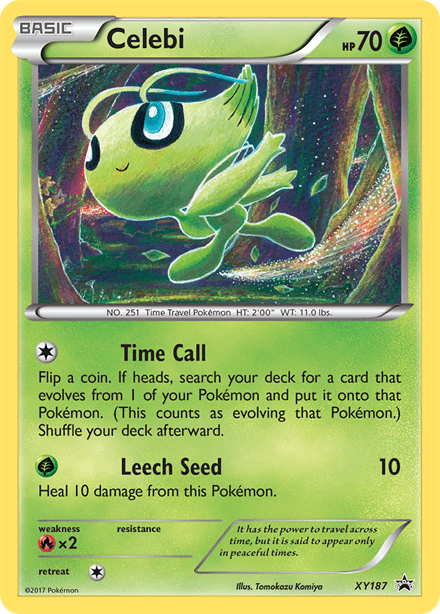 BASIC
Celebi
HP70
NO. 251 Time Travel Pokémon HT: 2'00" WT: 11.0 lbs.
Time Call
Flip a coin. If heads, search your deck for a card that
evolves from 1 of your Pokémon and put it onto that
Pokémon. (This counts as evolving that Pokémon.)
Shuffle your deck afterward.
Leech Seed 10
Heal 10 damage from this Pokémon.
weakness resistance
×2
It has the power to travel across
time, but it is said to appear only
in peaceful times.
retreat
©2017 Pokémon Illus. Tomokazu Komiya XY187